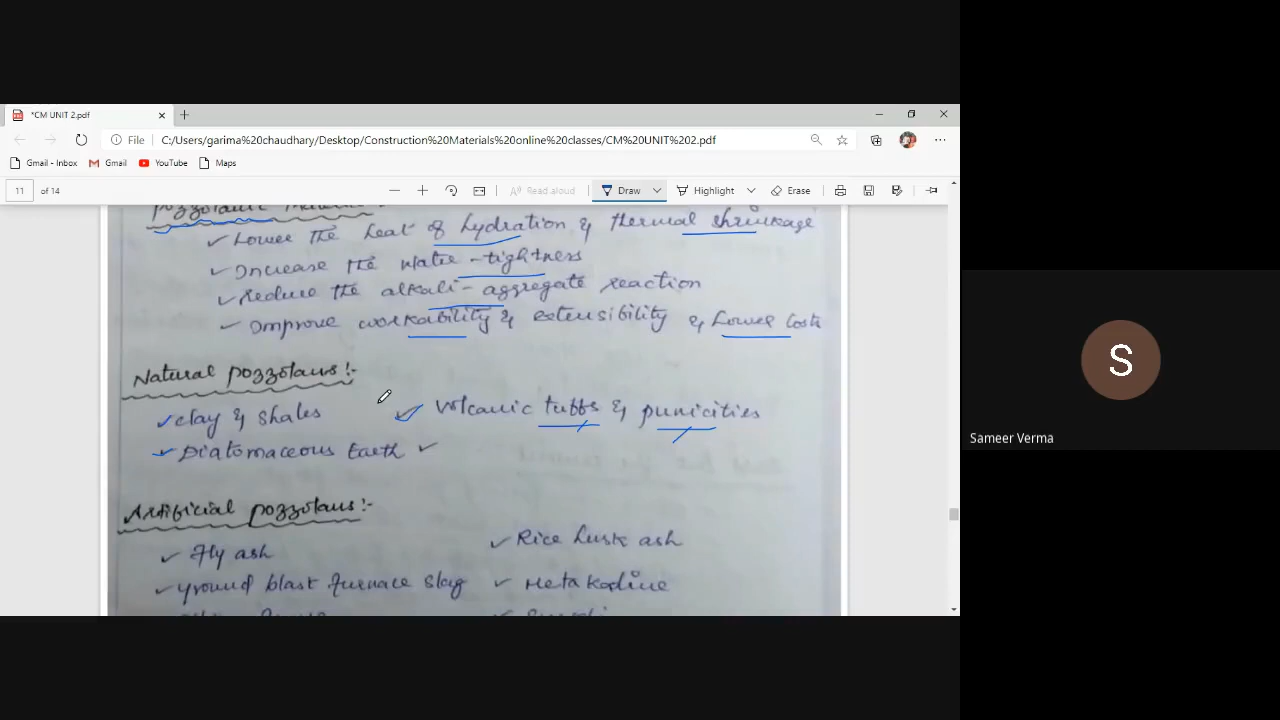 *CM UNIT 2.pdf
File C:/Users/garima%20chaudhary/Desktop/Construction%20Materials%20online%20classes/CM%20UNIT%202.pdf
Gmail - Inbox Gmail YouTube Maps
11 of 14 Read aloud Draw Highlight Erase
pozzolanic
✓ Lower the heat of hydration & thermal shrinkage
✓ Increase the water-tightness
✓ Reduce the alkali-aggregate reaction
✓ Improve workability & extensibility & Lower Costs
Natural pozzolans:-
✓ clay & shales ✓ Volcanic tuffs & punicities
✓ Diatomaceous Earth ✓
Artificial pozzolans:-
✓ Fly ash ✓ Rice husk ash
✓ Ground blast furnace slag ✓ Metakaoline
S
Sameer Verma